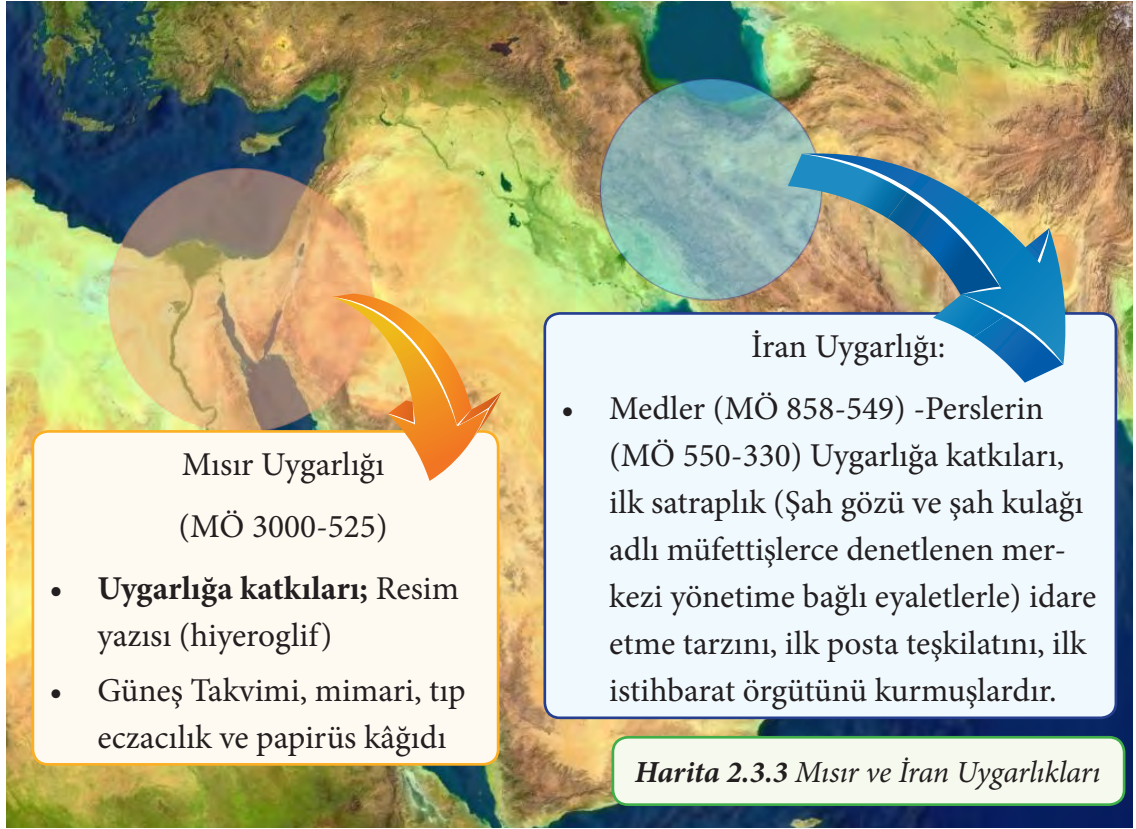 Mısır Uygarlığı
(MÖ 3000-525)
• Uygarlığa katkıları; Resim
yazısı (hiyeroglif)
• Güneş Takvimi, mimari, tıp
eczacılık ve papirüs kâğıdı
İran Uygarlığı:
• Medler (MÖ 858-549) -Perslerin
(MÖ 550-330) Uygarlığa katkıları,
ilk satraplık (Şah gözü ve şah kulağı
adlı müfettişlerce denetlenen mer-
kezi yönetime bağlı eyaletlerle) idare
etme tarzını, ilk posta teşkilatını, ilk
istihbarat örgütünü kurmuşlardır.
Harita 2.3.3 Mısır ve İran Uygarlıkları